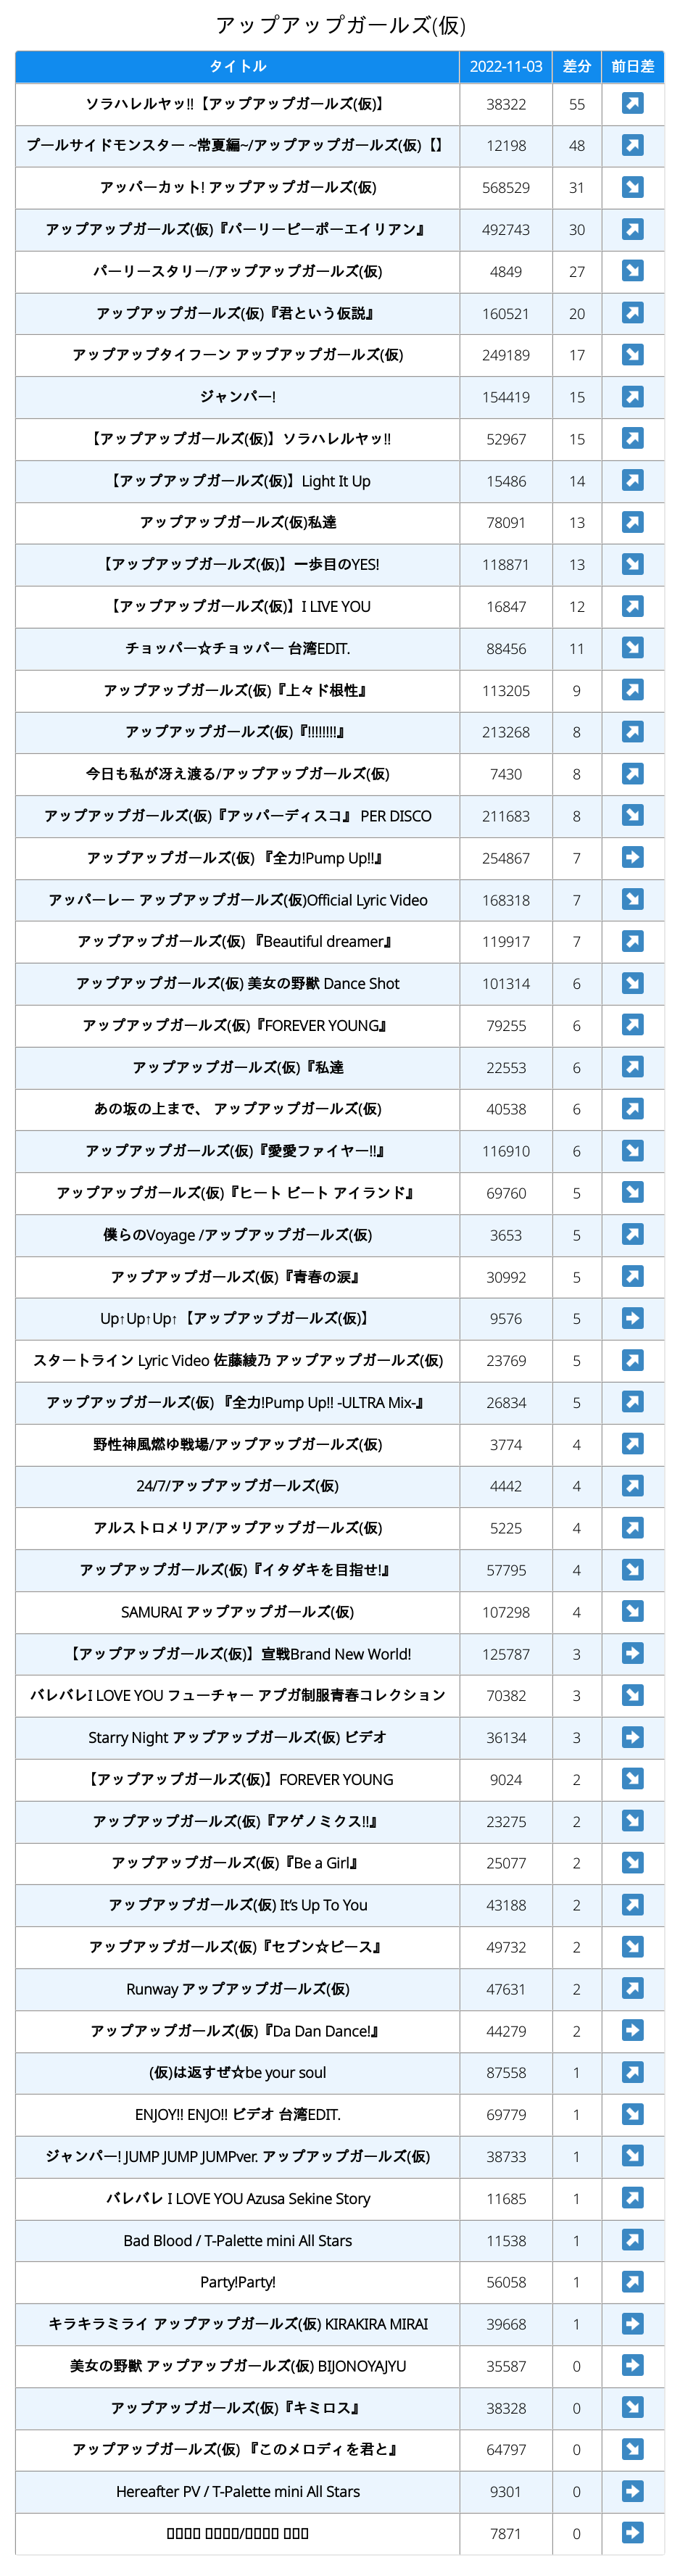 アップアップガールズ(仮)
タイトル 2022-11-03 差分 前日差
ソラハレルヤッ!!【アップアップガールズ(仮)】 38322 55 ↗
プールサイドモンスター ~常夏編~/アップアップガールズ(仮)【】 12198 48 ↗
アッパーカット! アップアップガールズ(仮) 568529 31 ↘
アップアップガールズ(仮)『パーリーピーポーエイリアン』 492743 30 ↗
パーリースタリー/アップアップガールズ(仮) 4849 27 ↘
アップアップガールズ(仮)『君という仮説』 160521 20 ↗
アップアップタイフーン アップアップガールズ(仮) 249189 17 ↘
ジャンパー! 154419 15 ↗
【アップアップガールズ(仮)】ソラハレルヤッ!! 52967 15 ↗
【アップアップガールズ(仮)】Light It Up 15486 14 ↗
アップアップガールズ(仮)私達 78091 13 ↗
【アップアップガールズ(仮)】一歩目のYES! 118871 13 ↘
【アップアップガールズ(仮)】I LIVE YOU 16847 12 ↗
チョッパー☆チョッパー 台湾EDIT. 88456 11 ↘
アップアップガールズ(仮)『上々ド根性』 113205 9 ↗
アップアップガールズ(仮)『!!!!!!!!』 213268 8 ↗
今日も私が冴え渡る/アップアップガールズ(仮) 7430 8 ↗
アップアップガールズ(仮)『アッパーディスコ』 PER DISCO 211683 8 ↘
アップアップガールズ(仮) 『全力!Pump Up!!』 254867 7 ➡
アッパーレー アップアップガールズ(仮)Official Lyric Video 168318 7 ↘
アップアップガールズ(仮) 『Beautiful dreamer』 119917 7 ↗
アップアップガールズ(仮) 美女の野獣 Dance Shot 101314 6 ↘
アップアップガールズ(仮)『FOREVER YOUNG』 79255 6 ↗
アップアップガールズ(仮)『私達 22553 6 ↗
あの坂の上まで、 アップアップガールズ(仮) 40538 6 ↗
アップアップガールズ(仮)『愛愛ファイヤー!!』 116910 6 ↘
アップアップガールズ(仮)『ヒート ビート アイランド』 69760 5 ↘
僕らのVoyage /アップアップガールズ(仮) 3653 5 ↗
アップアップガールズ(仮)『青春の涙』 30992 5 ↗
Up↑Up↑Up↑【アップアップガールズ(仮)】 9576 5 ➡
スタートライン Lyric Video 佐藤綾乃 アップアップガールズ(仮) 23769 5 ↗
アップアップガールズ(仮) 『全力!Pump Up!! -ULTRA Mix-』 26834 5 ↗
野性神風燃ゆ戦場/アップアップガールズ(仮) 3774 4 ↗
24/7/アップアップガールズ(仮) 4442 4 ↗
アルストロメリア/アップアップガールズ(仮) 5225 4 ↗
アップアップガールズ(仮)『イタダキを目指せ!』 57795 4 ↘
SAMURAI アップアップガールズ(仮) 107298 4 ↘
【アップアップガールズ(仮)】宣戦Brand New World! 125787 3 ➡
バレバレI LOVE YOU フューチャー アプガ制服青春コレクション 70382 3 ↘
Starry Night アップアップガールズ(仮) ビデオ 36134 3 ➡
【アップアップガールズ(仮)】FOREVER YOUNG 9024 2 ↘
アップアップガールズ(仮)『アゲノミクス!!』 23275 2 ↘
アップアップガールズ(仮)『Be a Girl』 25077 2 ↘
アップアップガールズ(仮) It's Up To You 43188 2 ↗
アップアップガールズ(仮)『セブン☆ピース』 49732 2 ↘
Runway アップアップガールズ(仮) 47631 2 ↗
アップアップガールズ(仮)『Da Dan Dance!』 44279 2 ➡
(仮)は返すぜ☆be your soul 87558 1 ↗
ENJOY!! ENJO!! ビデオ 台湾EDIT. 69779 1 ↘
ジャンパー! JUMP JUMP JUMPver. アップアップガールズ(仮) 38733 1 ↘
バレバレ I LOVE YOU Azusa Sekine Story 11685 1 ↗
Bad Blood / T-Palette mini All Stars 11538 1 ↗
Party!Party! 56058 1 ↗
キラキラミライ アップアップガールズ(仮) KIRAKIRA MIRAI 39668 1 ➡
美女の野獣 アップアップガールズ(仮) BIJONOYAJYU 35587 0 ➡
アップアップガールズ(仮)『キミロス』 38328 0 ↘
アップアップガールズ(仮) 『このメロディを君と』 64797 0 ↘
Hereafter PV / T-Palette mini All Stars 9301 0 ➡
7871 0 ➡